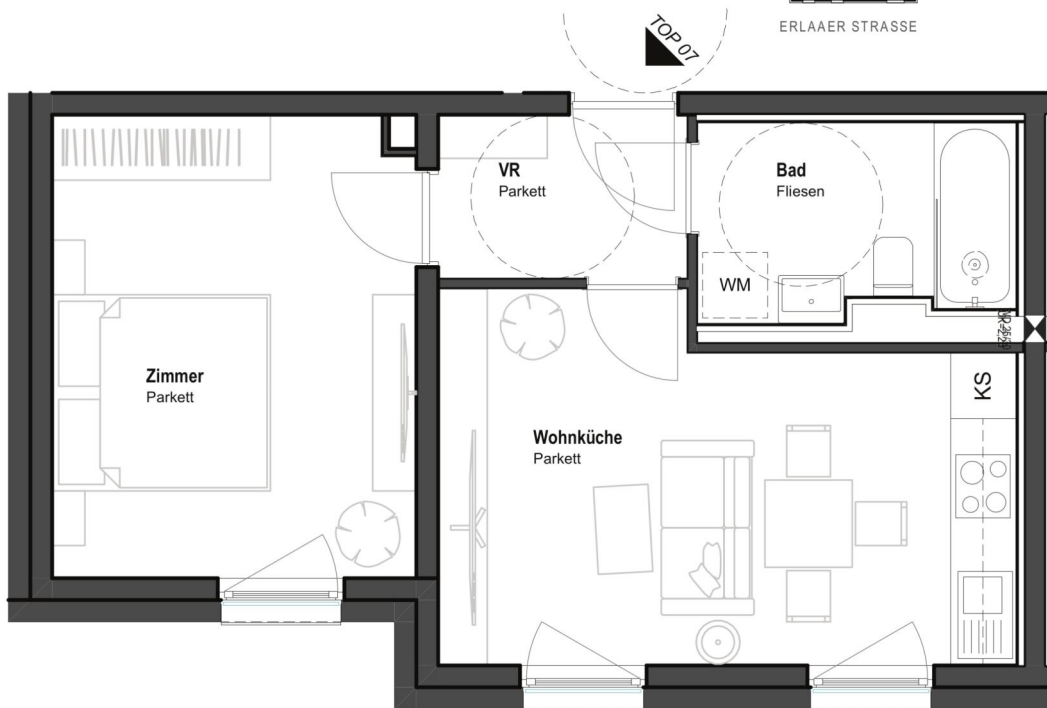 ERLAAER STRASSE
TOP 07
VR
Parkett
Bad
Fliesen
WM
Zimmer
Parkett
KS
Wohnküche
Parkett